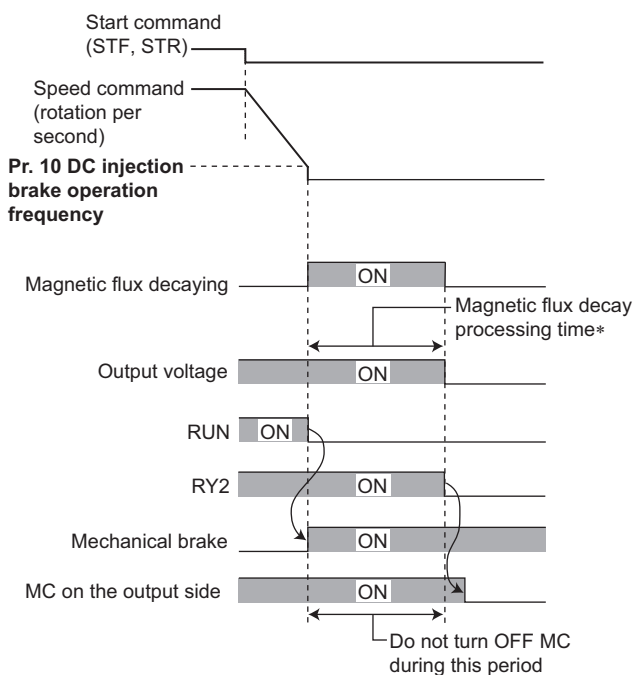 Start command
(STF, STR)
Speed command
(rotation per
second)
Pr. 10 DC injection
brake operation
frequency
Magnetic flux decaying
ON
Magnetic flux decay
processing time*
Output voltage
ON
RUN
ON
RY2
ON
Mechanical brake
ON
MC on the output side
ON
Do not turn OFF MC
during this period